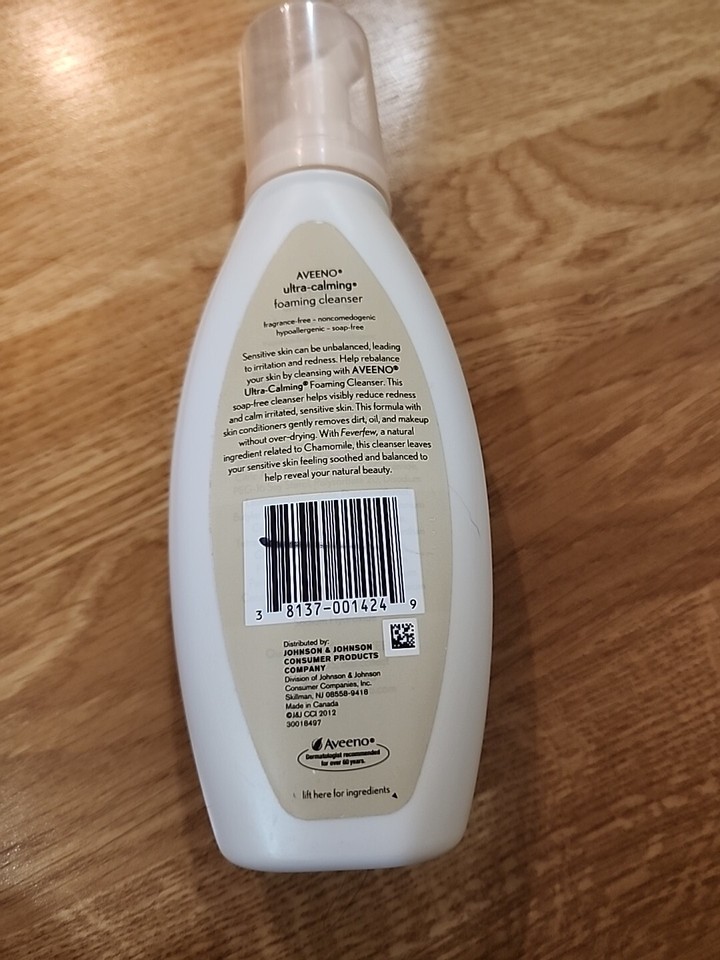 AVEENO®
ultra-calming®
foaming cleanser
fragrance-free – noncomedogenic
hypoallergenic – soap-free
Sensitive skin can be unbalanced, leading
to irritation and redness. Help rebalance
your skin by cleansing with AVEENO®
Ultra-Calming® Foaming Cleanser. This
soap-free cleanser helps visibly reduce redness
and calm irritated, sensitive skin. This formula with
skin conditioners gently removes dirt, oil, and makeup
without over-drying. With Feverfew, a natural
ingredient related to Chamomile, this cleanser leaves
your sensitive skin feeling soothed and balanced to
help reveal your natural beauty.
3 8137-001424 9
Distributed by:
JOHNSON & JOHNSON
CONSUMER PRODUCTS
COMPANY
Division of Johnson & Johnson
Consumer Companies, Inc.
Skillman, NJ 08558-9418
Made in Canada
©J&J CCI 2012
30018497
Aveeno®
Dermatologist recommended
for over 60 years.
lift here for ingredients